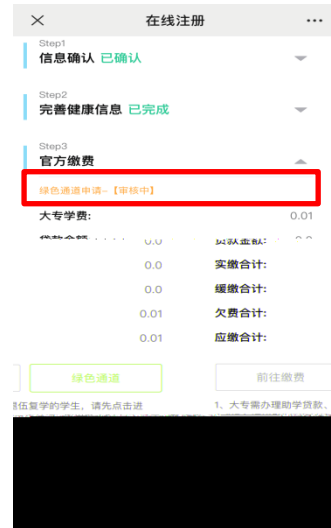 在线注册
Step1
信息确认 已确认
Step2
完善健康信息 已完成
Step3
官方缴费
绿色通道申请-【审核中】
大专学费: 0.01
0.0
0.0 实缴合计:
0.0 缓缴合计:
0.01 欠费合计:
0.01 应缴合计:
绿色通道 前往缴费
伍复学的学生，请先点击进 1、大专需办理助学贷款、